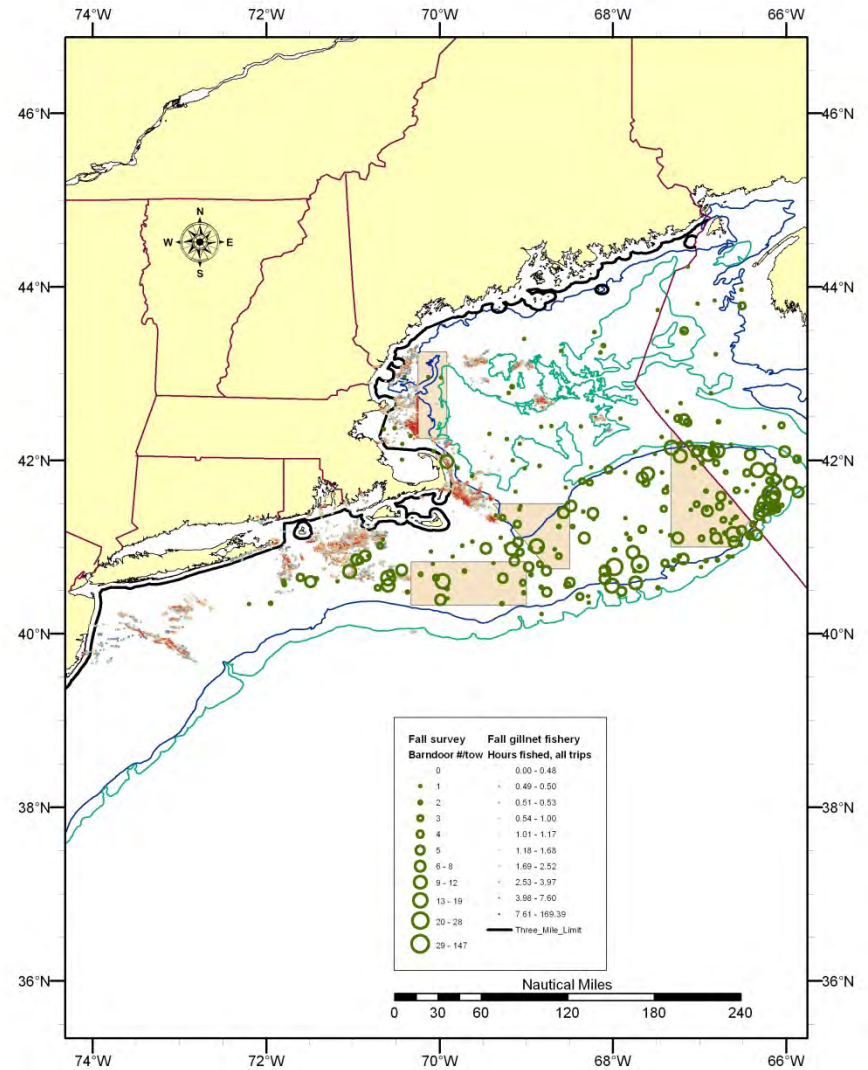 74°W 72°W 70°W 68°W 66°W
46°N 46°N
N
W E
S
44°N 44°N
42°N 42°N
40°N 40°N
Fall survey Fall gillnet fishery
Barndoor #/tow Hours fished, all trips
0 0.00 - 0.48
1 0.49 - 0.50
2 0.51 - 0.53
3 0.54 - 1.00
4 1.01 - 1.17
5 1.18 - 1.68
6 - 8 1.69 - 2.52
9 - 12 2.53 - 3.97
13 - 19 3.98 - 7.60
20 - 28 7.61 - 169.39
29 - 147 Three_Mile_Limit
38°N 38°N
36°N 36°N
Nautical Miles
0 30 60 120 180 240
74°W 72°W 70°W 68°W 66°W